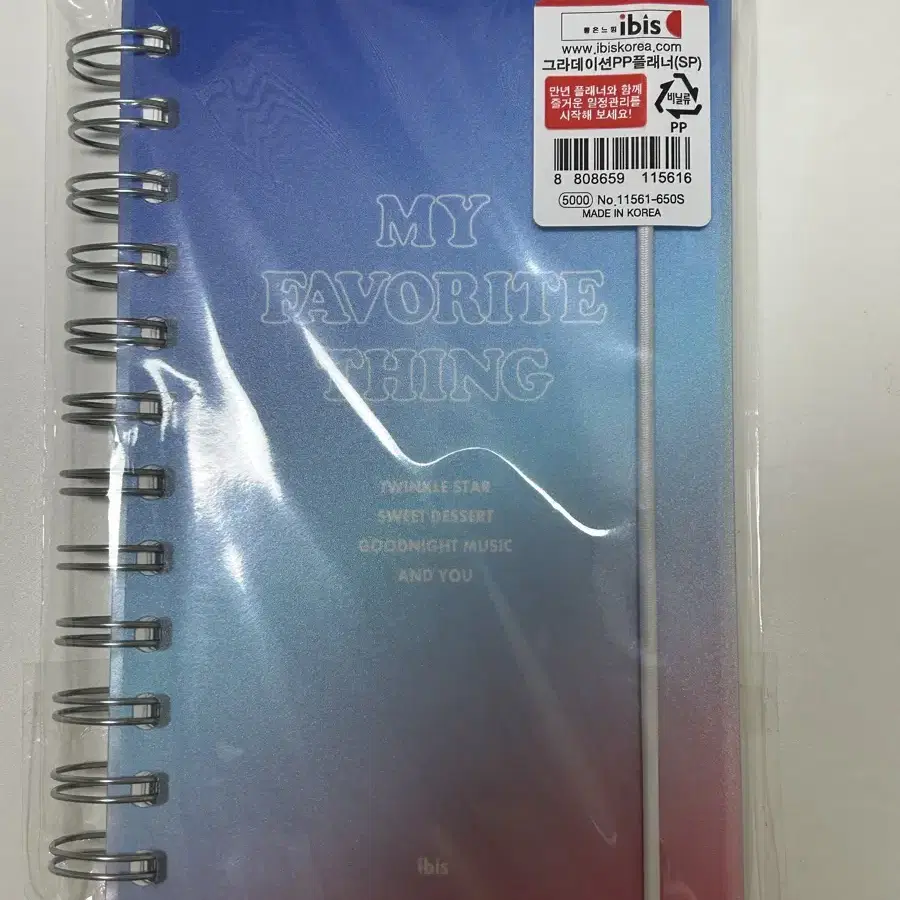 좋은느낌 ibis
www.ibiskorea.com
그라데이션PP플래너(SP)
만년 플래너와 함께
즐거운 일정관리를
시작해 보세요!
비닐류
PP
8 808659 115616
5000 No.11561-650S
MADE IN KOREA
MY
FAVORITE
THING
TWINKLE STAR
SWEET DESSERT
GOODNIGHT MUSIC
AND YOU
ibis